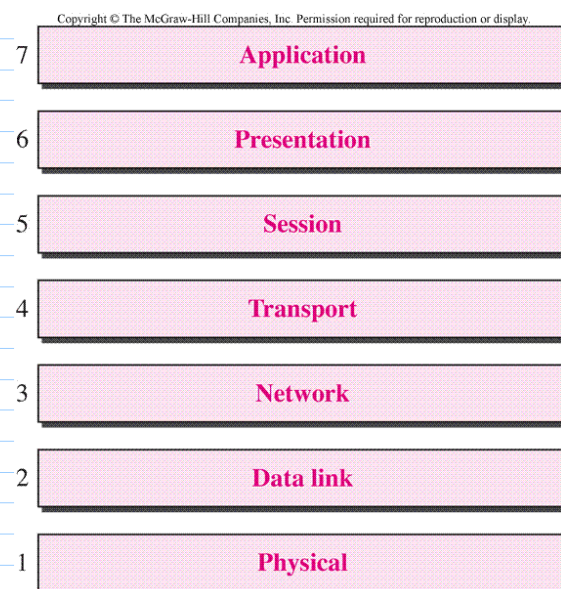 Copyright © The McGraw-Hill Companies, Inc. Permission required for reproduction or display.
7 Application
6 Presentation
5 Session
4 Transport
3 Network
2 Data link
1 Physical